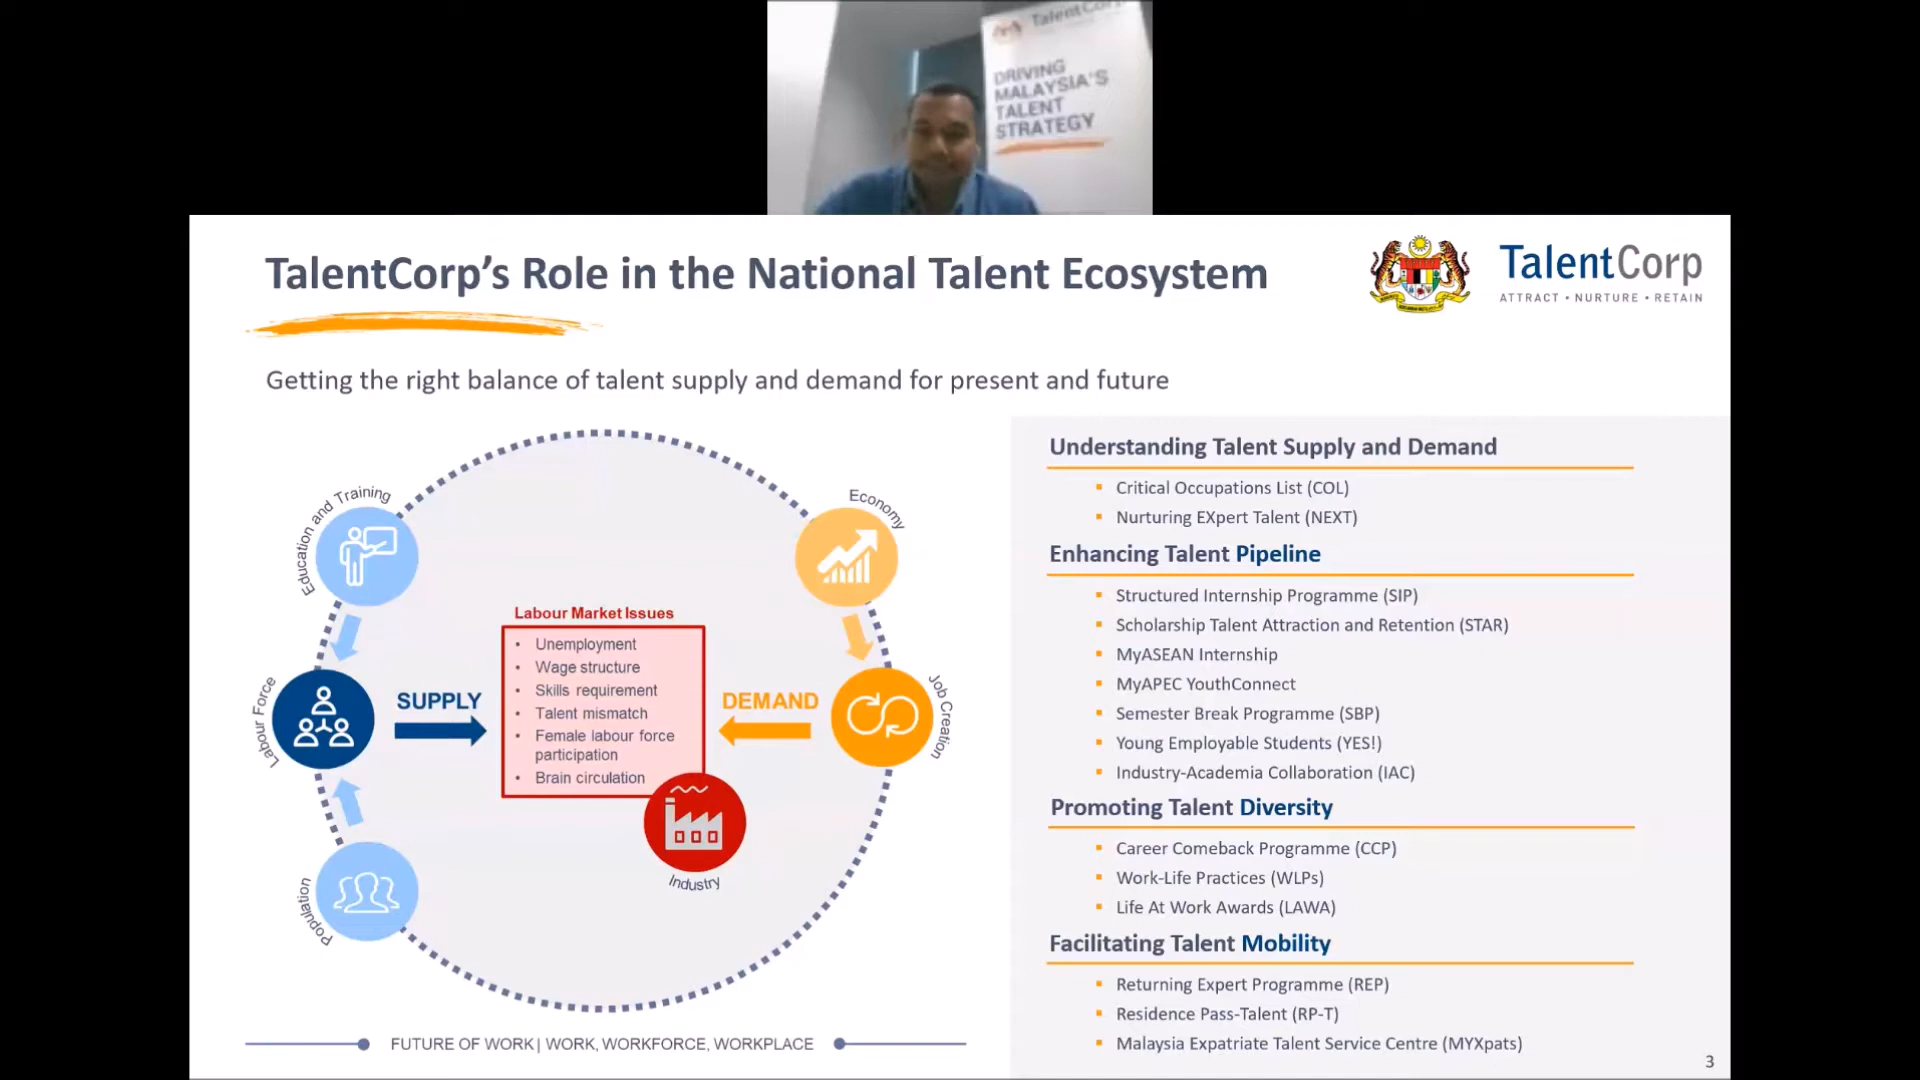 TalentCorp
DRIVING
MALAYSIA'S
TALENT
STRATEGY
TalentCorp's Role in the National Talent Ecosystem
TalentCorp
ATTRACT • NURTURE • RETAIN
Getting the right balance of talent supply and demand for present and future
Education and Training
Economy
Labour Force
Job Creation
Population
Industry
SUPPLY
DEMAND
Labour Market Issues
• Unemployment
• Wage structure
• Skills requirement
• Talent mismatch
• Female labour force
participation
• Brain circulation
Understanding Talent Supply and Demand
▪ Critical Occupations List (COL)
▪ Nurturing EXpert Talent (NEXT)
Enhancing Talent Pipeline
▪ Structured Internship Programme (SIP)
▪ Scholarship Talent Attraction and Retention (STAR)
▪ MyASEAN Internship
▪ MyAPEC YouthConnect
▪ Semester Break Programme (SBP)
▪ Young Employable Students (YES!)
▪ Industry-Academia Collaboration (IAC)
Promoting Talent Diversity
▪ Career Comeback Programme (CCP)
▪ Work-Life Practices (WLPs)
▪ Life At Work Awards (LAWA)
Facilitating Talent Mobility
▪ Returning Expert Programme (REP)
▪ Residence Pass-Talent (RP-T)
▪ Malaysia Expatriate Talent Service Centre (MYXpats)
FUTURE OF WORK| WORK, WORKFORCE, WORKPLACE
3